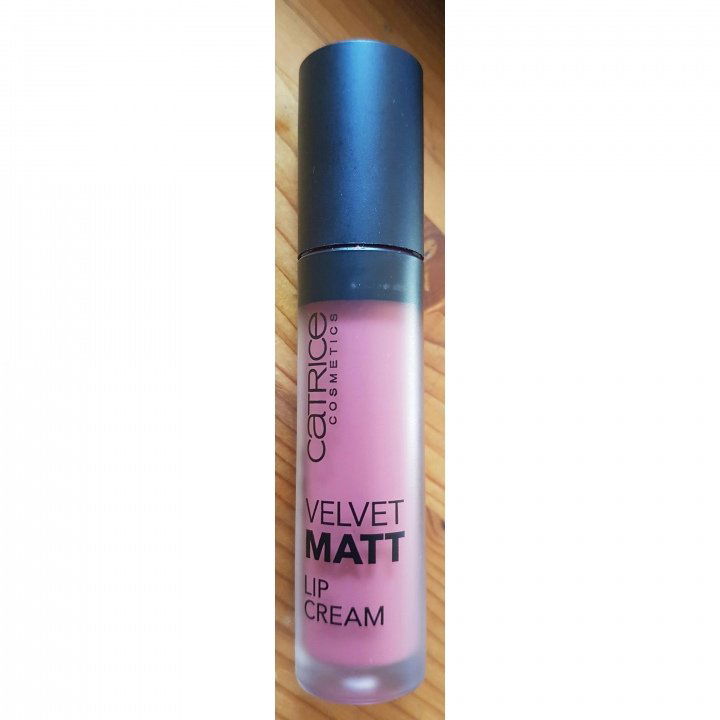 CATRICE
COSMETICS
VELVET
MATT
LIP
CREAM